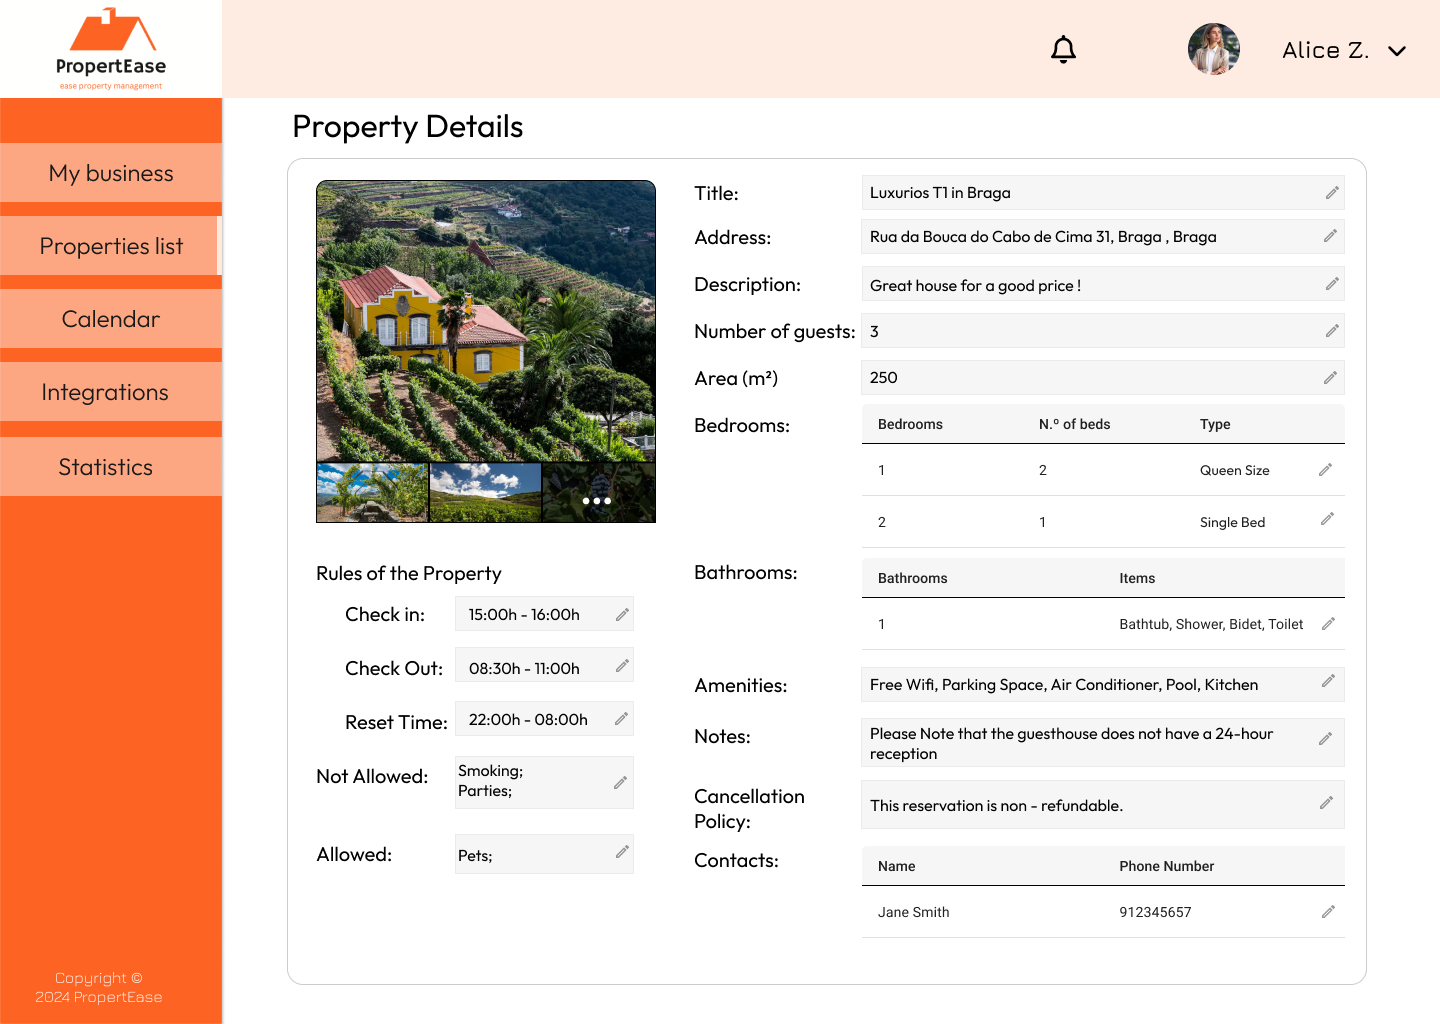 PropertEase
ease property management
Alice Z.
My business
Properties list
Calendar
Integrations
Statistics
Copyright ©
2024 PropertEase
Property Details
Rules of the Property
Check in: 15:00h - 16:00h
Check Out: 08:30h - 11:00h
Reset Time: 22:00h - 08:00h
Not Allowed: Smoking;
Parties;
Allowed: Pets;
Title: Luxurios T1 in Braga
Address: Rua da Bouca do Cabo de Cima 31, Braga , Braga
Description: Great house for a good price !
Number of guests: 3
Area (m²) 250
Bedrooms: Bedrooms N.º of beds Type
1 2 Queen Size
2 1 Single Bed
Bathrooms: Bathrooms Items
1 Bathtub, Shower, Bidet, Toilet
Amenities: Free Wifi, Parking Space, Air Conditioner, Pool, Kitchen
Notes: Please Note that the guesthouse does not have a 24-hour
reception
Cancellation
Policy: This reservation is non - refundable.
Contacts: Name Phone Number
Jane Smith 912345657